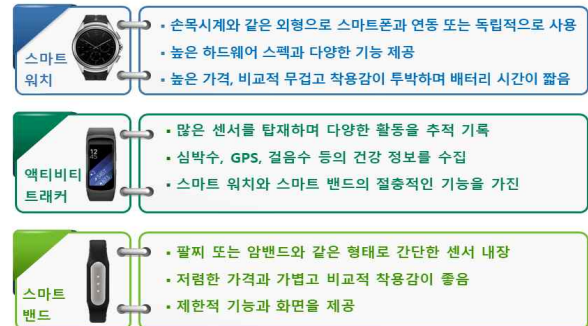 스마트
워치
• 손목시계와 같은 외형으로 스마트폰과 연동 또는 독립적으로 사용
• 높은 하드웨어 스펙과 다양한 기능 제공
• 높은 가격, 비교적 무겁고 착용감이 투박하며 배터리 시간이 짧음
액티비티
트래커
• 많은 센서를 탑재하며 다양한 활동을 추적 기록
• 심박수, GPS, 걸음수 등의 건강 정보를 수집
• 스마트 워치와 스마트 밴드의 절충적인 기능을 가진
스마트
밴드
• 팔찌 또는 암밴드와 같은 형태로 간단한 센서 내장
• 저렴한 가격과 가볍고 비교적 착용감이 좋음
• 제한적 기능과 화면을 제공